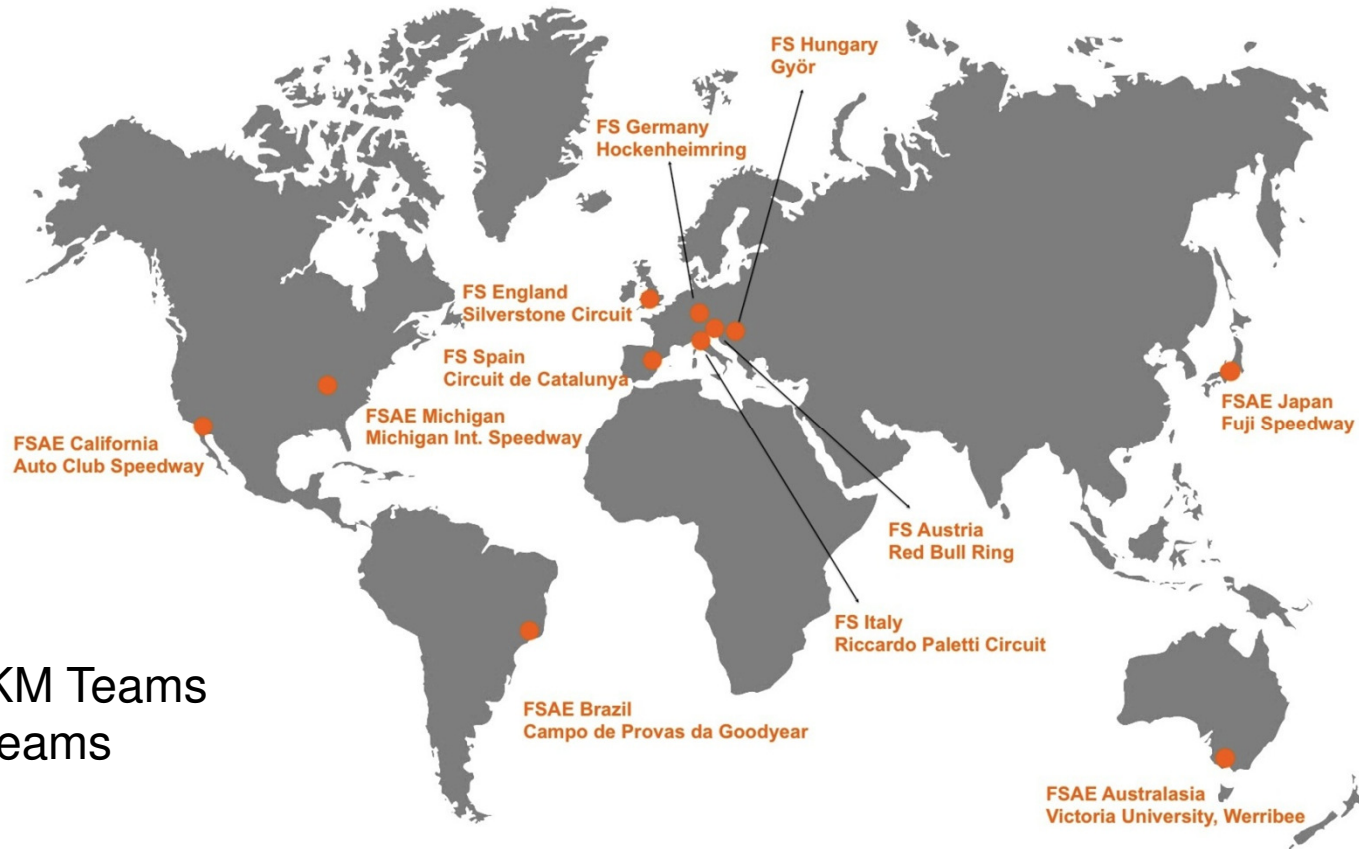 FS Hungary
Györ
FS Germany
Hockenheimring
FS England
Silverstone Circuit
FS Spain
Circuit de Catalunya
FSAE Michigan
Michigan Int. Speedway
FSAE California
Auto Club Speedway
FSAE Japan
Fuji Speedway
FS Austria
Red Bull Ring
FS Italy
Riccardo Paletti Circuit
FSAE Brazil
Campo de Provas da Goodyear
KM Teams
eams
FSAE Australasia
Victoria University, Werribee